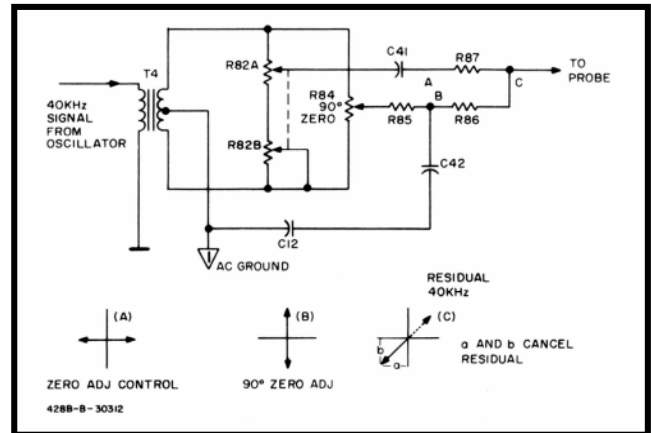 T4
40KHz
SIGNAL
FROM
OSCILLATOR
R82A
R82B
R84
90°
ZERO
C41
R87
A
B
C
R85
R86
TO
PROBE
C42
C12
AC GROUND
(A)
ZERO ADJ CONTROL
(B)
90° ZERO ADJ
RESIDUAL
40KHz
(C)
b
a
a AND b CANCEL
RESIDUAL
428B-B-30312